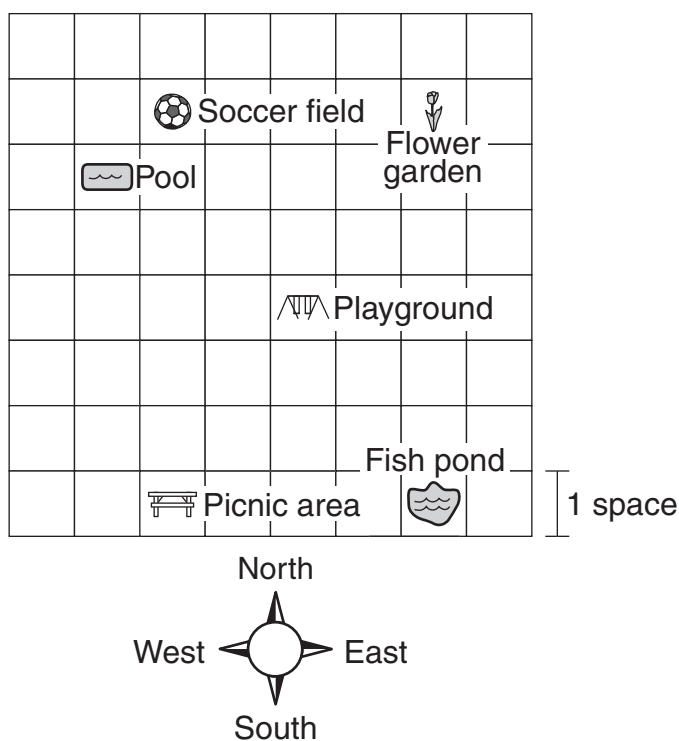 Soccer field
Flower
garden
Pool
Playground
Fish pond
Picnic area
1 space
North
West
East
South